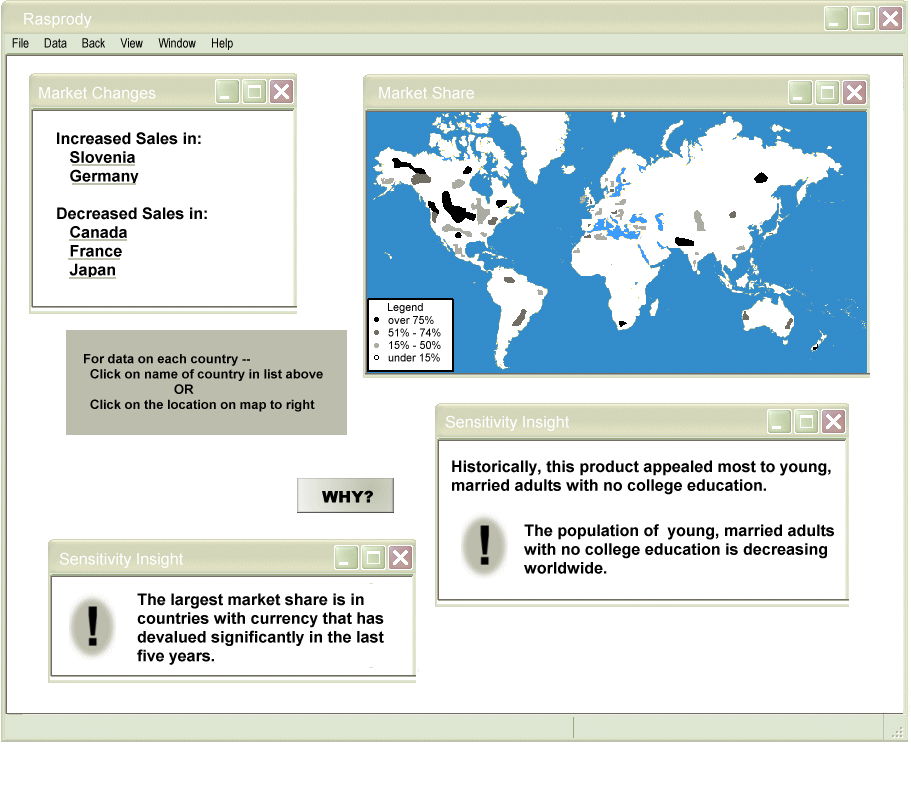 Rasprody
File Data Back View Window Help
Market Changes
Increased Sales in:
Slovenia
Germany
Decreased Sales in:
Canada
France
Japan
Market Share
Legend
over 75%
51% - 74%
15% - 50%
under 15%
For data on each country --
Click on name of country in list above
OR
Click on the location on map to right
Sensitivity Insight
Historically, this product appealed most to young,
married adults with no college education.
! The population of young, married adults
with no college education is decreasing
worldwide.
WHY?
Sensitivity Insight
! The largest market share is in
countries with currency that has
devalued significantly in the last
five years.